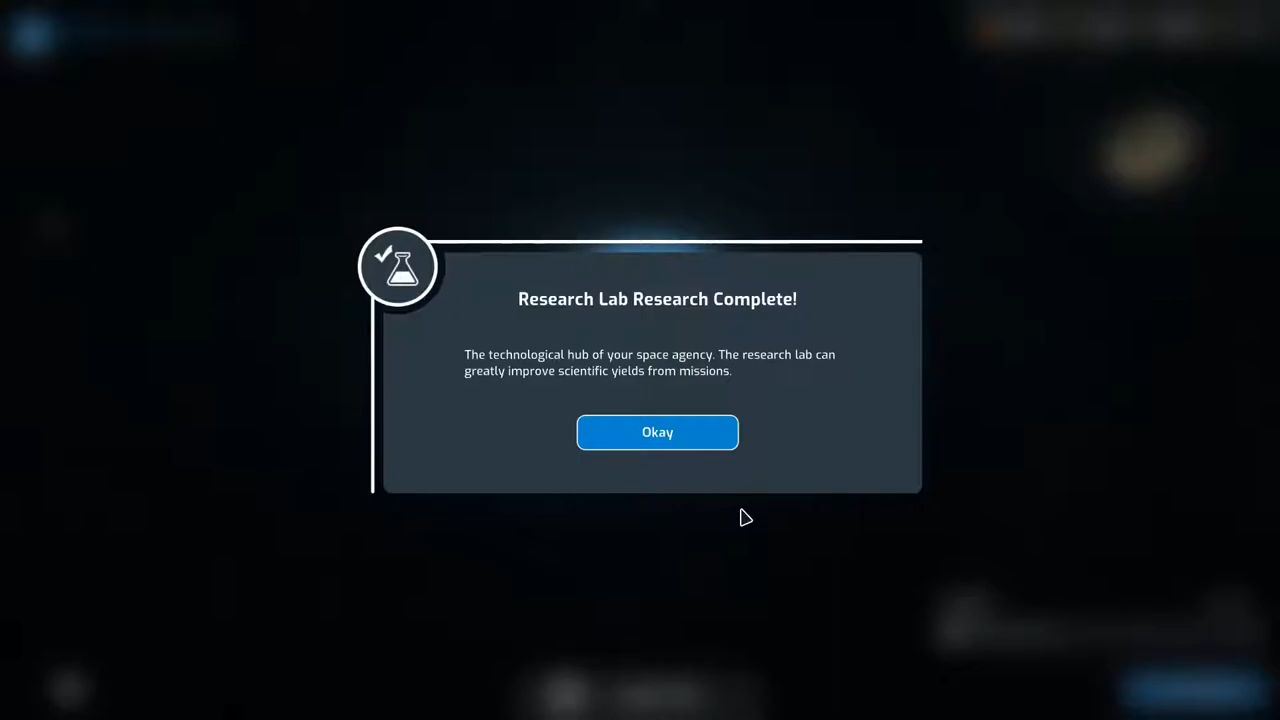 Research Lab Research Complete!
The technological hub of your space agency. The research lab can
greatly improve scientific yields from missions.
Okay